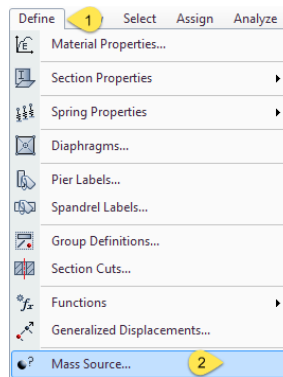 Define 1 Select Assign Analyze
Material Properties...
Section Properties
Spring Properties
Diaphragms...
Pier Labels...
Spandrel Labels...
Group Definitions...
Section Cuts...
fx Functions
Generalized Displacements...
? Mass Source... 2